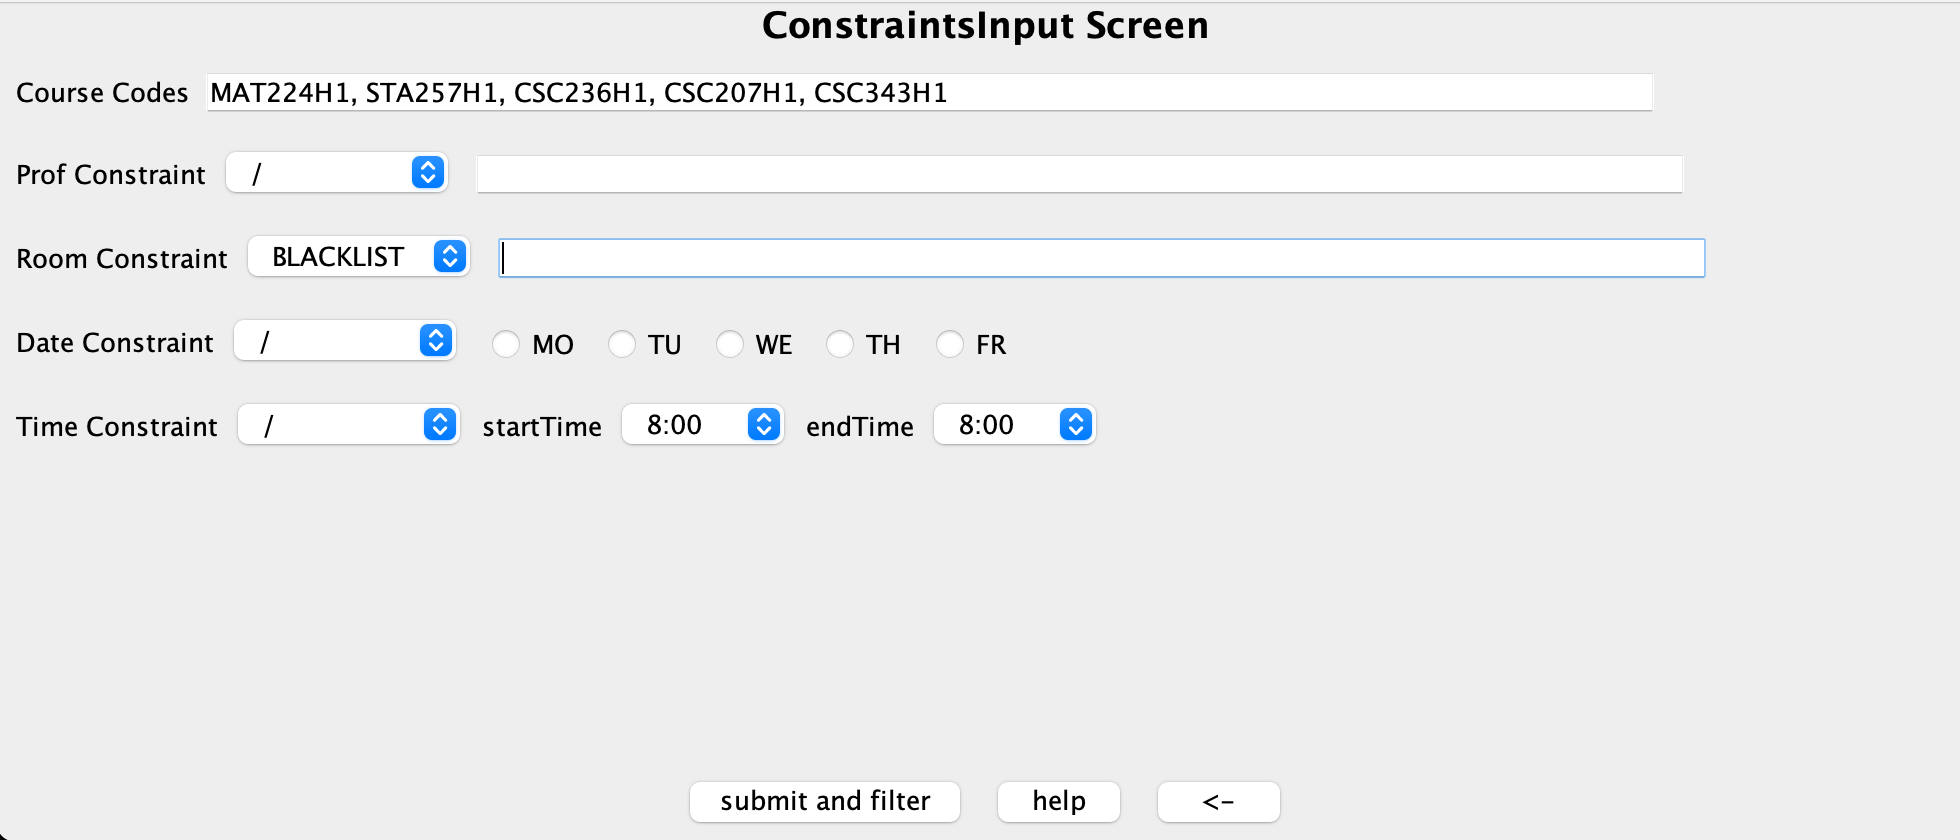 ConstraintsInput Screen
Course Codes MAT224H1, STA257H1, CSC236H1, CSC207H1, CSC343H1
Prof Constraint /
Room Constraint BLACKLIST
Date Constraint / MO TU WE TH FR
Time Constraint / startTime 8:00 endTime 8:00
submit and filter help <-